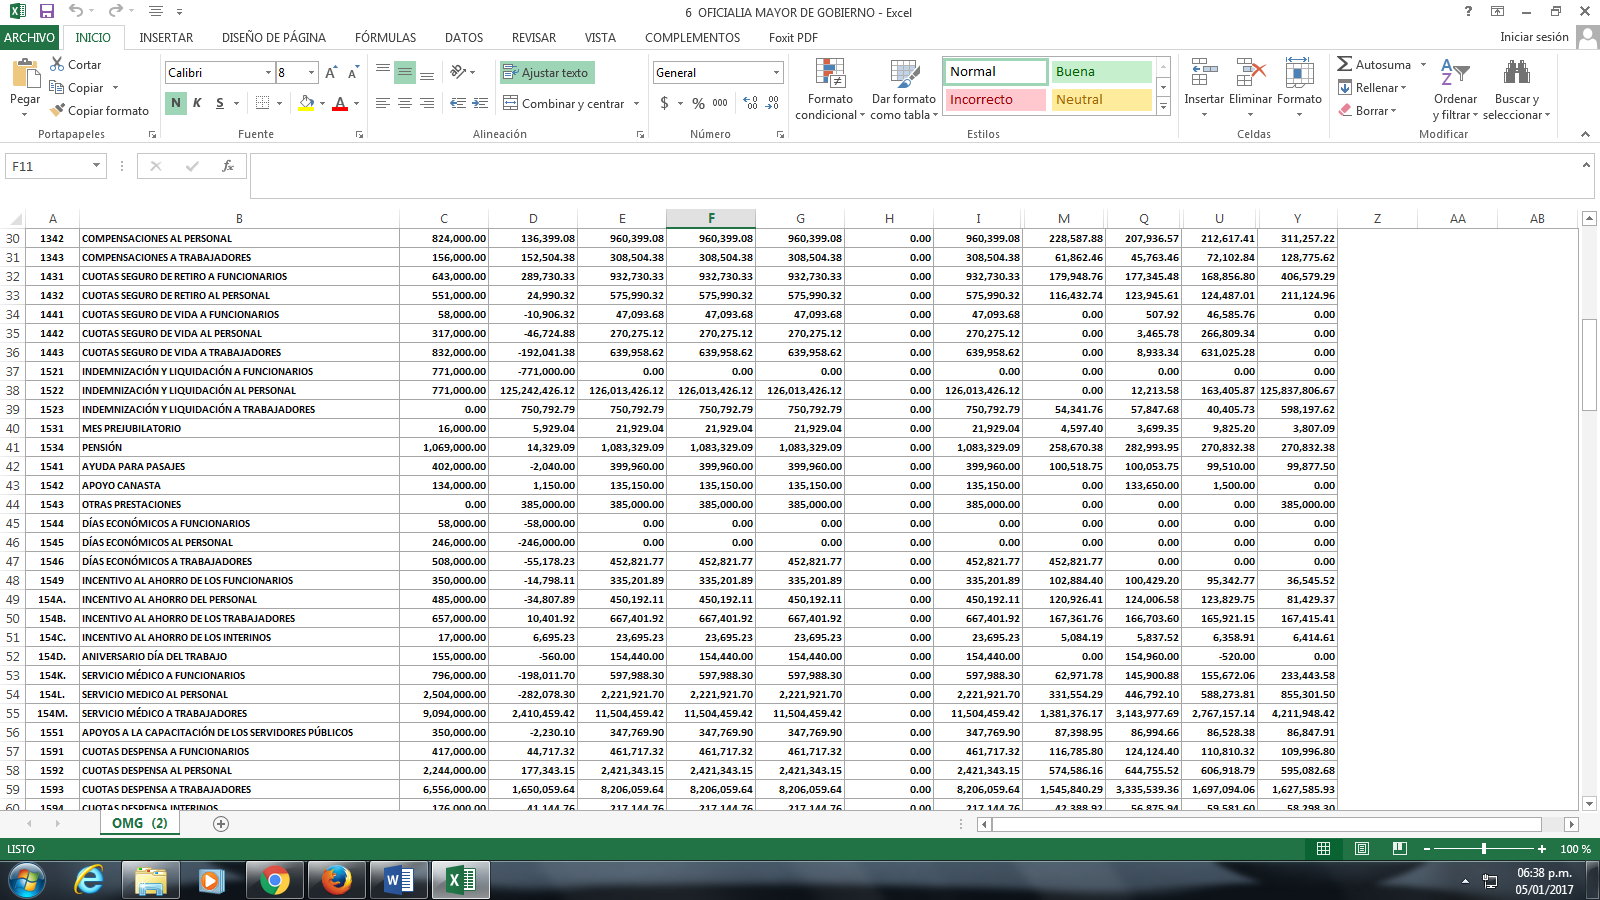 6 OFICIALIA MAYOR DE GOBIERNO - Excel
ARCHIVO INICIO INSERTAR DISEÑO DE PÁGINA FÓRMULAS DATOS REVISAR VISTA COMPLEMENTOS Foxit PDF Iniciar sesión
Pegar Cortar Copiar Copiar formato Portapapeles
Calibri 8 N K S Fuente
Ajustar texto Combinar y centrar Alineación
General $ % 000 Número
Formato condicional Dar formato como tabla Normal Buena Incorrecto Neutral Estilos
Insertar Eliminar Formato Celdas
Autosuma Rellenar Borrar Ordenar y filtrar Buscar y seleccionar Modificar
F11 fx
A B C D E F G H I M Q U Y Z AA AB
30 1342 COMPENSACIONES AL PERSONAL 824,000.00 136,399.08 960,399.08 960,399.08 960,399.08 0.00 960,399.08 228,587.88 207,936.57 212,617.41 311,257.22
31 1343 COMPENSACIONES A TRABAJADORES 156,000.00 152,504.38 308,504.38 308,504.38 308,504.38 0.00 308,504.38 61,862.46 45,763.46 72,102.84 128,775.62
32 1431 CUOTAS SEGURO DE RETIRO A FUNCIONARIOS 643,000.00 289,730.33 932,730.33 932,730.33 932,730.33 0.00 932,730.33 179,948.76 177,345.48 168,856.80 406,579.29
33 1432 CUOTAS SEGURO DE RETIRO AL PERSONAL 551,000.00 24,990.32 575,990.32 575,990.32 575,990.32 0.00 575,990.32 116,432.74 123,945.61 124,487.01 211,124.96
34 1441 CUOTAS SEGURO DE VIDA A FUNCIONARIOS 58,000.00 -10,906.32 47,093.68 47,093.68 47,093.68 0.00 47,093.68 0.00 507.92 46,585.76 0.00
35 1442 CUOTAS SEGURO DE VIDA AL PERSONAL 317,000.00 -46,724.88 270,275.12 270,275.12 270,275.12 0.00 270,275.12 0.00 3,465.78 266,809.34 0.00
36 1443 CUOTAS SEGURO DE VIDA A TRABAJADORES 832,000.00 -192,041.38 639,958.62 639,958.62 639,958.62 0.00 639,958.62 0.00 8,933.34 631,025.28 0.00
37 1521 INDEMNIZACIÓN Y LIQUIDACIÓN A FUNCIONARIOS 771,000.00 -771,000.00 0.00 0.00 0.00 0.00 0.00 0.00 0.00 0.00 0.00
38 1522 INDEMNIZACIÓN Y LIQUIDACIÓN AL PERSONAL 771,000.00 125,242,426.12 126,013,426.12 126,013,426.12 126,013,426.12 0.00 126,013,426.12 0.00 12,213.58 163,405.87 125,837,806.67
39 1523 INDEMNIZACIÓN Y LIQUIDACIÓN A TRABAJADORES 0.00 750,792.79 750,792.79 750,792.79 750,792.79 0.00 750,792.79 54,341.76 57,847.68 40,405.73 598,197.62
40 1531 MES PREJUBILATORIO 16,000.00 5,929.04 21,929.04 21,929.04 21,929.04 0.00 21,929.04 4,597.40 3,699.35 9,825.20 3,807.09
41 1534 PENSIÓN 1,069,000.00 14,329.09 1,083,329.09 1,083,329.09 1,083,329.09 0.00 1,083,329.09 258,670.38 282,993.95 270,832.38 270,832.38
42 1541 AYUDA PARA PASAJES 402,000.00 -2,040.00 399,960.00 399,960.00 399,960.00 0.00 399,960.00 100,518.75 100,053.75 99,510.00 99,877.50
43 1542 APOYO CANASTA 134,000.00 1,150.00 135,150.00 135,150.00 135,150.00 0.00 135,150.00 0.00 133,650.00 1,500.00 0.00
44 1543 OTRAS PRESTACIONES 0.00 385,000.00 385,000.00 385,000.00 385,000.00 0.00 385,000.00 0.00 0.00 0.00 385,000.00
45 1544 DÍAS ECONÓMICOS A FUNCIONARIOS 58,000.00 -58,000.00 0.00 0.00 0.00 0.00 0.00 0.00 0.00 0.00 0.00
46 1545 DÍAS ECONÓMICOS AL PERSONAL 246,000.00 -246,000.00 0.00 0.00 0.00 0.00 0.00 0.00 0.00 0.00 0.00
47 1546 DÍAS ECONÓMICOS A TRABAJADORES 508,000.00 -55,178.23 452,821.77 452,821.77 452,821.77 0.00 452,821.77 452,821.77 0.00 0.00 0.00
48 1549 INCENTIVO AL AHORRO DE LOS FUNCIONARIOS 350,000.00 -14,798.11 335,201.89 335,201.89 335,201.89 0.00 335,201.89 102,884.40 100,429.20 95,342.77 36,545.52
49 154A. INCENTIVO AL AHORRO DEL PERSONAL 485,000.00 -34,807.89 450,192.11 450,192.11 450,192.11 0.00 450,192.11 120,926.41 124,006.58 123,829.75 81,429.37
50 154B. INCENTIVO AL AHORRO DE LOS TRABAJADORES 657,000.00 10,401.92 667,401.92 667,401.92 667,401.92 0.00 667,401.92 167,361.76 166,703.60 165,921.15 167,415.41
51 154C. INCENTIVO AL AHORRO DE LOS INTERINOS 17,000.00 6,695.23 23,695.23 23,695.23 23,695.23 0.00 23,695.23 5,084.19 5,837.52 6,358.91 6,414.61
52 154D. ANIVERSARIO DÍA DEL TRABAJO 155,000.00 -560.00 154,440.00 154,440.00 154,440.00 0.00 154,440.00 0.00 154,960.00 -520.00 0.00
53 154K. SERVICIO MÉDICO A FUNCIONARIOS 796,000.00 -198,011.70 597,988.30 597,988.30 597,988.30 0.00 597,988.30 62,971.78 145,900.88 155,672.06 233,443.58
54 154L. SERVICIO MEDICO AL PERSONAL 2,504,000.00 -282,078.30 2,221,921.70 2,221,921.70 2,221,921.70 0.00 2,221,921.70 331,554.29 446,792.10 588,273.81 855,301.50
55 154M. SERVICIO MÉDICO A TRABAJADORES 9,094,000.00 2,410,459.42 11,504,459.42 11,504,459.42 11,504,459.42 0.00 11,504,459.42 1,381,376.17 3,143,977.69 2,767,157.14 4,211,948.42
56 1551 APOYOS A LA CAPACITACIÓN DE LOS SERVIDORES PÚBLICOS 350,000.00 -2,230.10 347,769.90 347,769.90 347,769.90 0.00 347,769.90 87,398.95 86,994.66 86,528.38 86,847.91
57 1591 CUOTAS DESPENSA A FUNCIONARIOS 417,000.00 44,717.32 461,717.32 461,717.32 461,717.32 0.00 461,717.32 116,785.80 124,124.40 110,810.32 109,996.80
58 1592 CUOTAS DESPENSA AL PERSONAL 2,244,000.00 177,343.15 2,421,343.15 2,421,343.15 2,421,343.15 0.00 2,421,343.15 574,586.16 644,755.52 606,918.79 595,082.68
59 1593 CUOTAS DESPENSA A TRABAJADORES 6,556,000.00 1,650,059.64 8,206,059.64 8,206,059.64 8,206,059.64 0.00 8,206,059.64 1,545,840.29 3,335,539.36 1,697,094.06 1,627,585.93
60 1594 CUOTAS DESPENSA INTERINOS 176,000.00 41,144.76 217,144.76 217,144.76 217,144.76 0.00 217,144.76 42,388.92 56,875.94 59,581.60 58,298.30
OMG (2)
LISTO 100 %
06:38 p.m.
05/01/2017